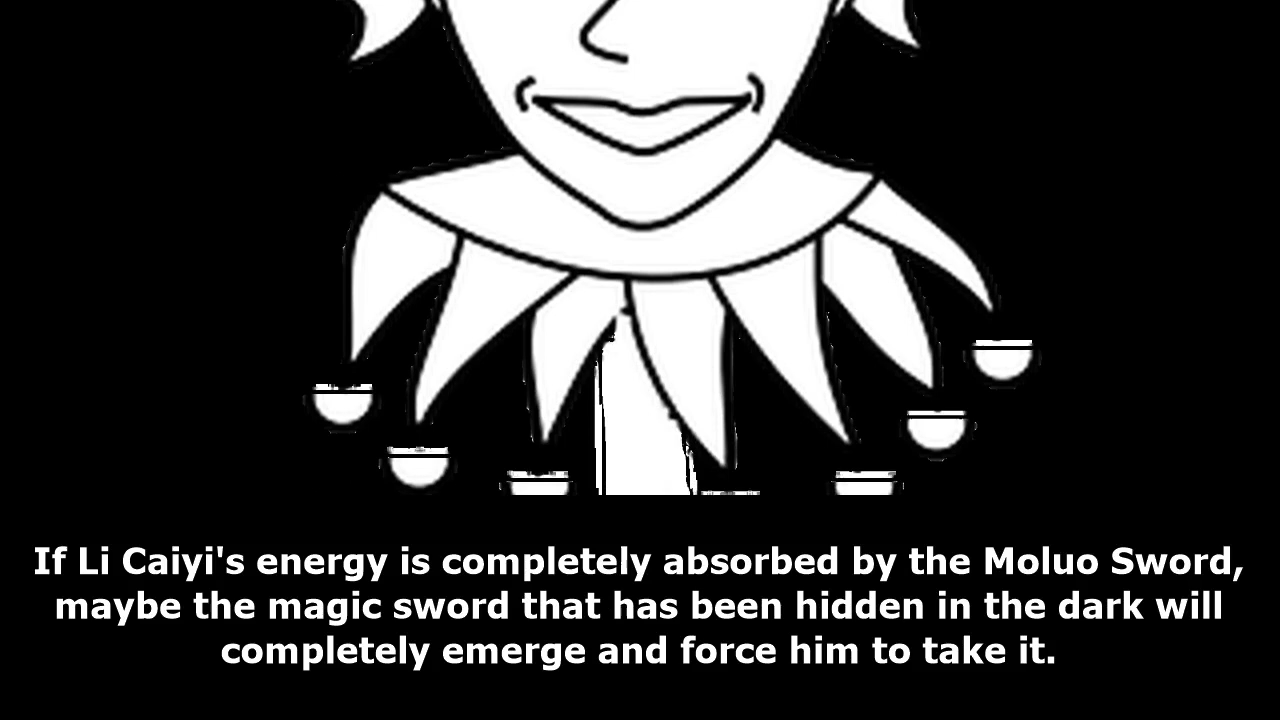 If Li Caiyi's energy is completely absorbed by the Moluo Sword,
maybe the magic sword that has been hidden in the dark will
completely emerge and force him to take it.